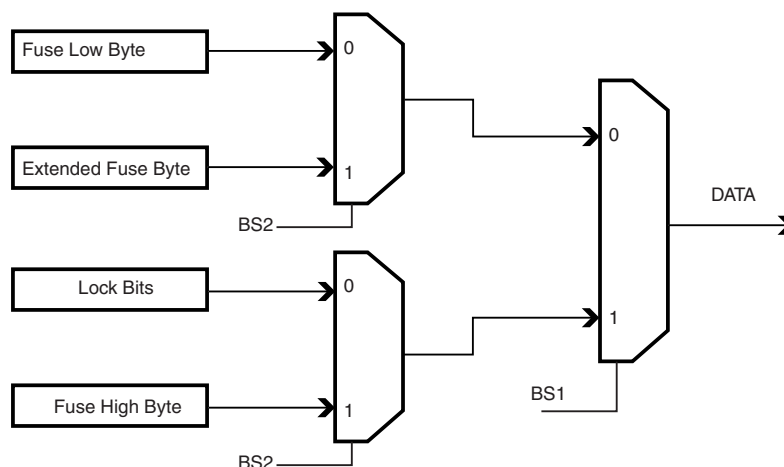 Fuse Low Byte
0
Extended Fuse Byte
1
BS2
0
DATA
Lock Bits
0
1
Fuse High Byte
1
BS1
BS2